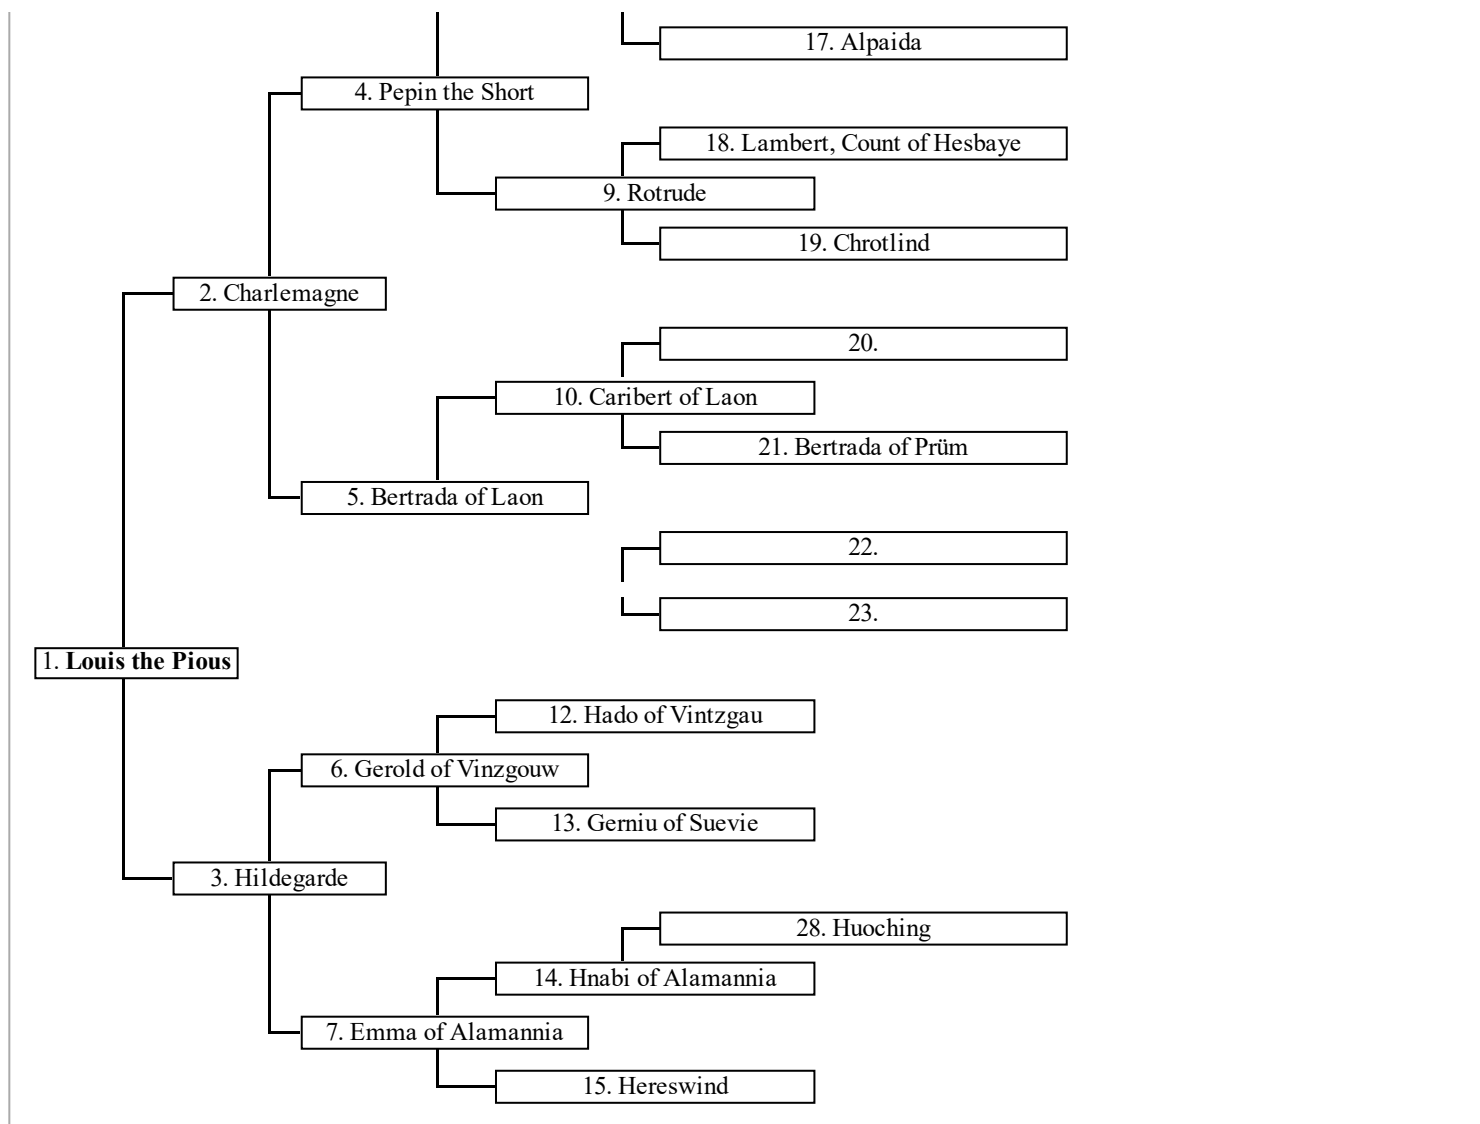 17. Alpaida
4. Pepin the Short
18. Lambert, Count of Hesbaye
9. Rotrude
19. Chrotlind
2. Charlemagne
20.
10. Caribert of Laon
21. Bertrada of Prüm
5. Bertrada of Laon
22.
23.
1. Louis the Pious
12. Hado of Vintzgau
6. Gerold of Vinzgouw
13. Gerniu of Suevie
3. Hildegarde
28. Huoching
14. Hnabi of Alamannia
7. Emma of Alamannia
15. Hereswind